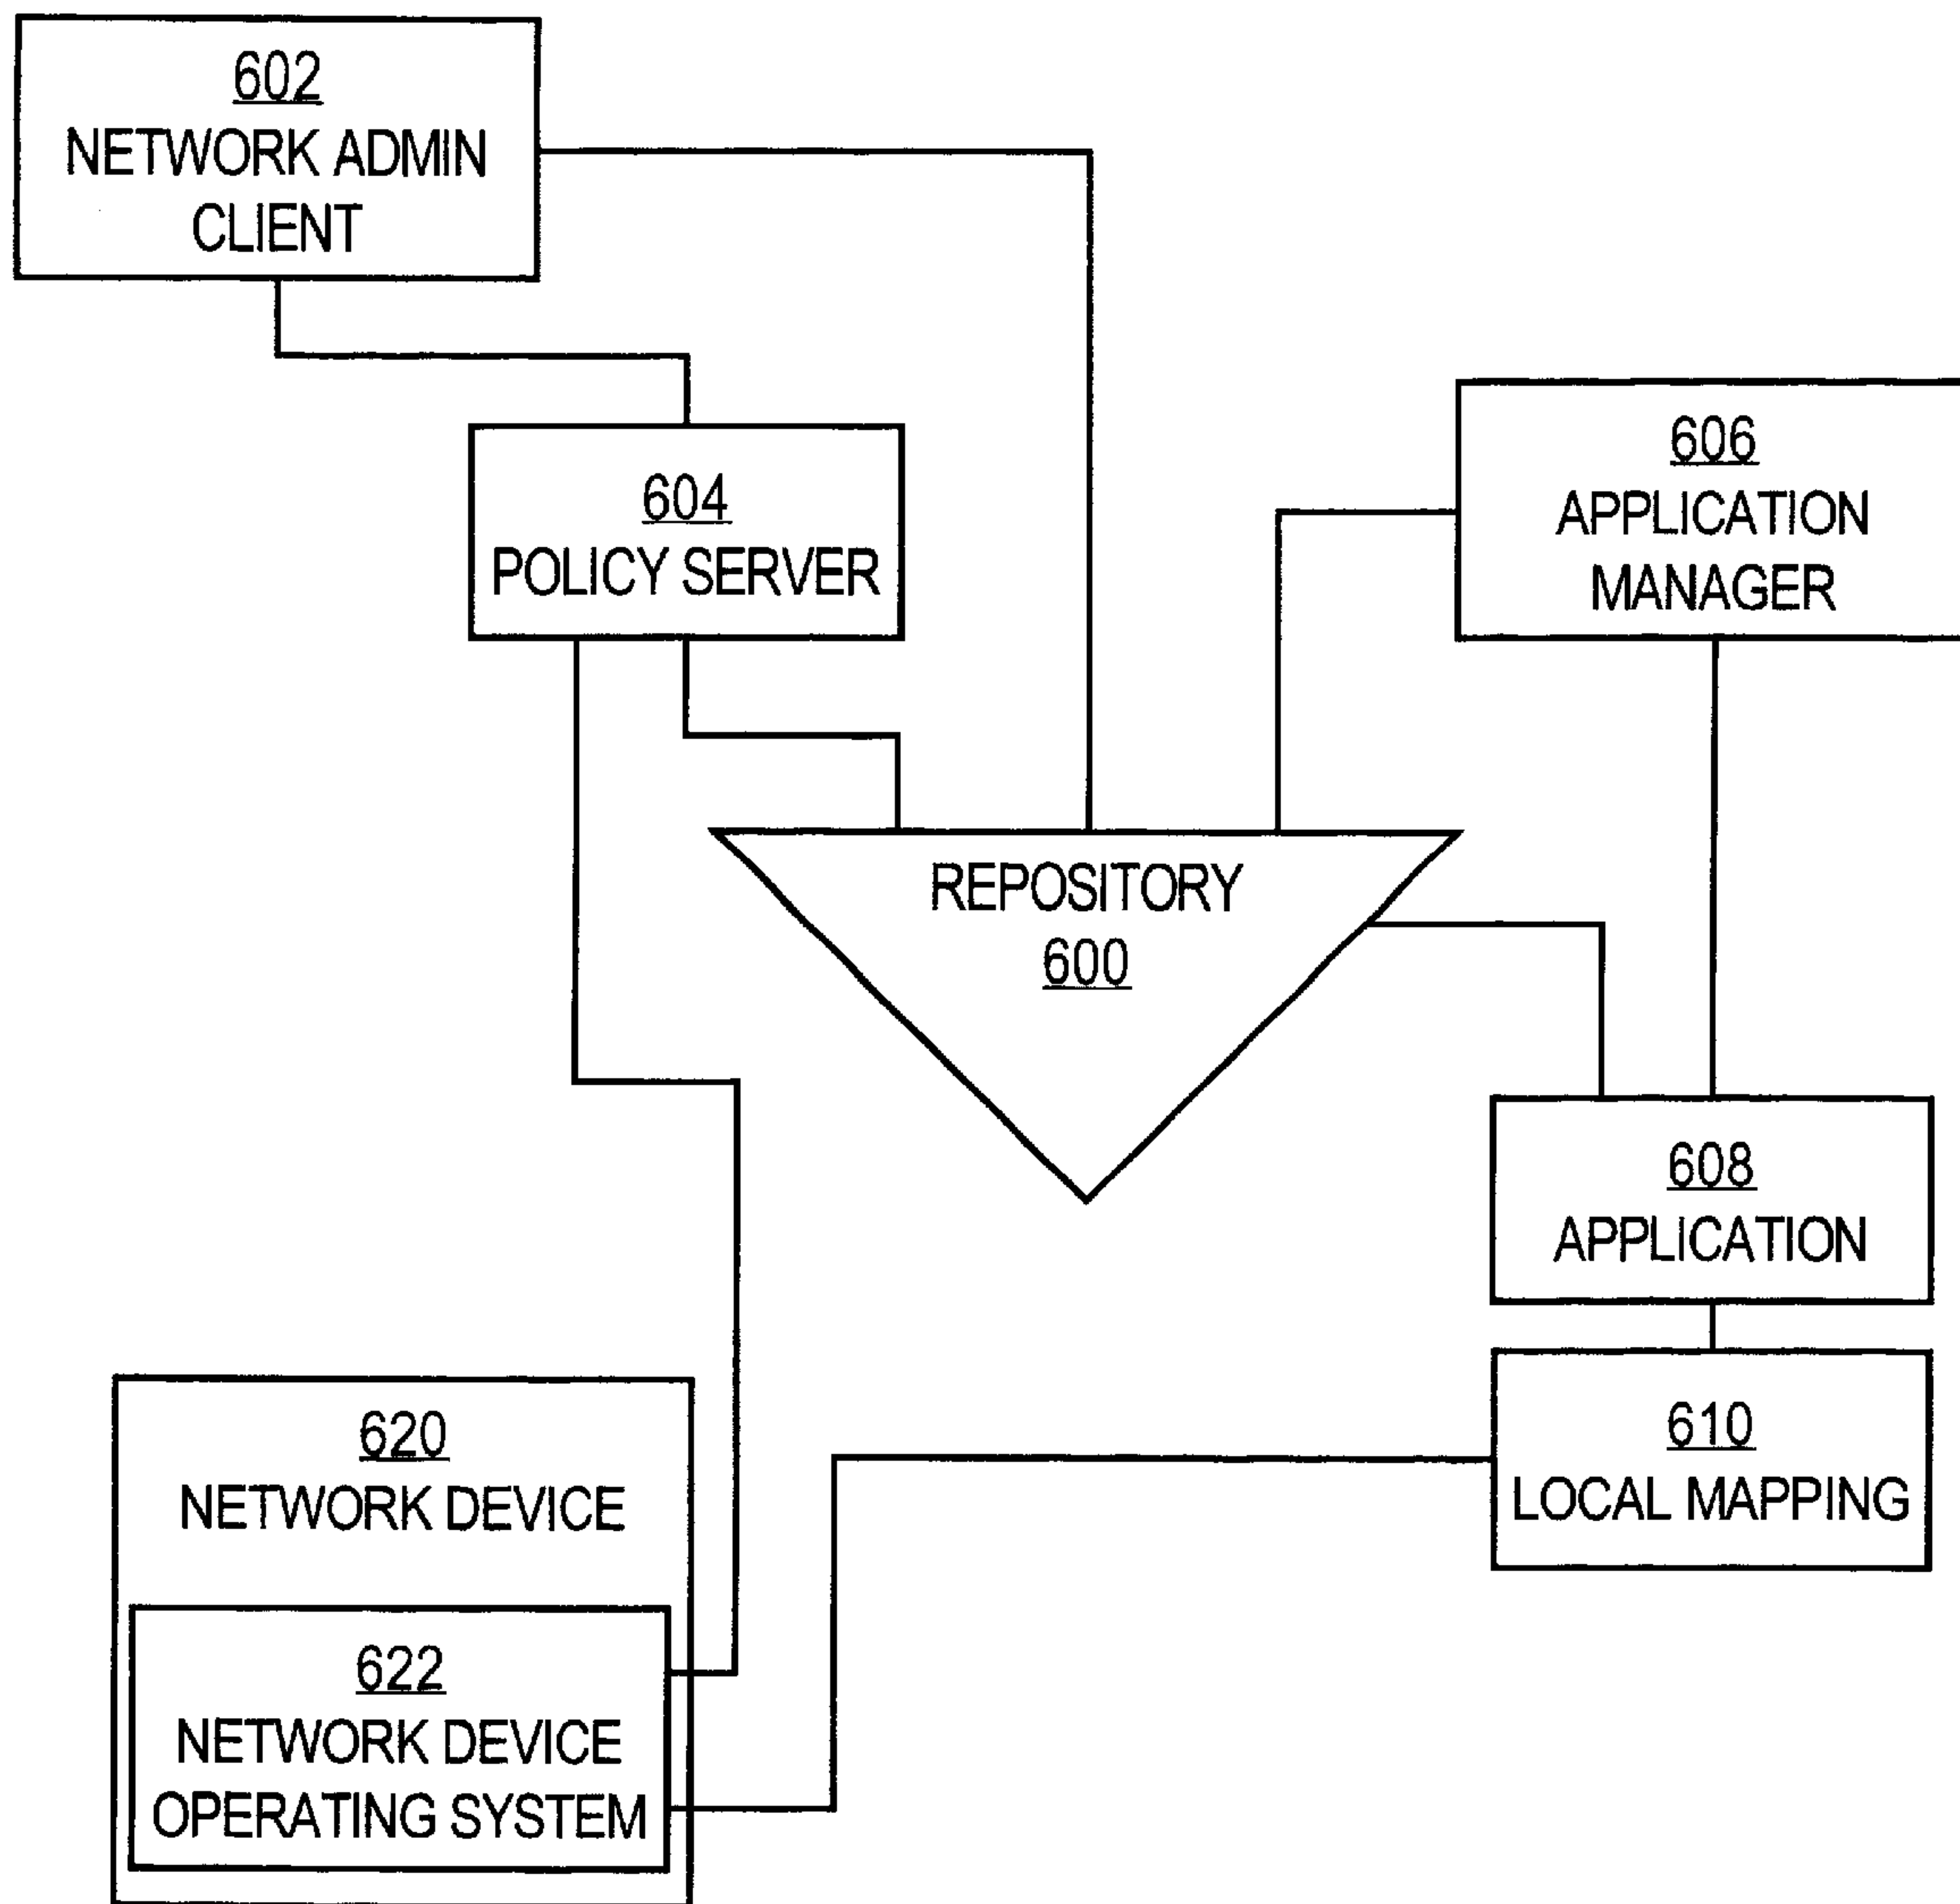 602
NETWORK ADMIN
CLIENT
604
POLICY SERVER
606
APPLICATION
MANAGER
REPOSITORY
600
608
APPLICATION
610
LOCAL MAPPING
620
NETWORK DEVICE
622
NETWORK DEVICE
OPERATING SYSTEM